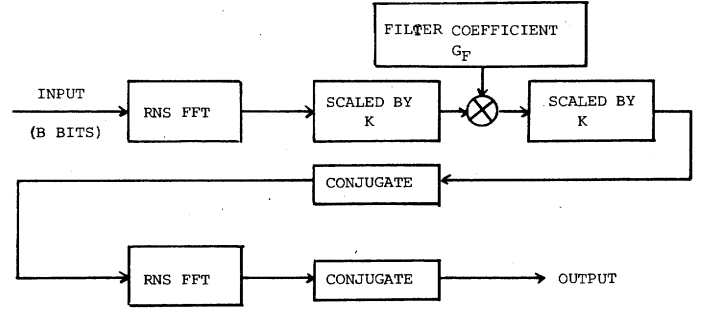 FILTER COEFFICIENT
G_F
INPUT
(B BITS)
RNS FFT
SCALED BY
K
SCALED BY
K
CONJUGATE
RNS FFT
CONJUGATE
OUTPUT